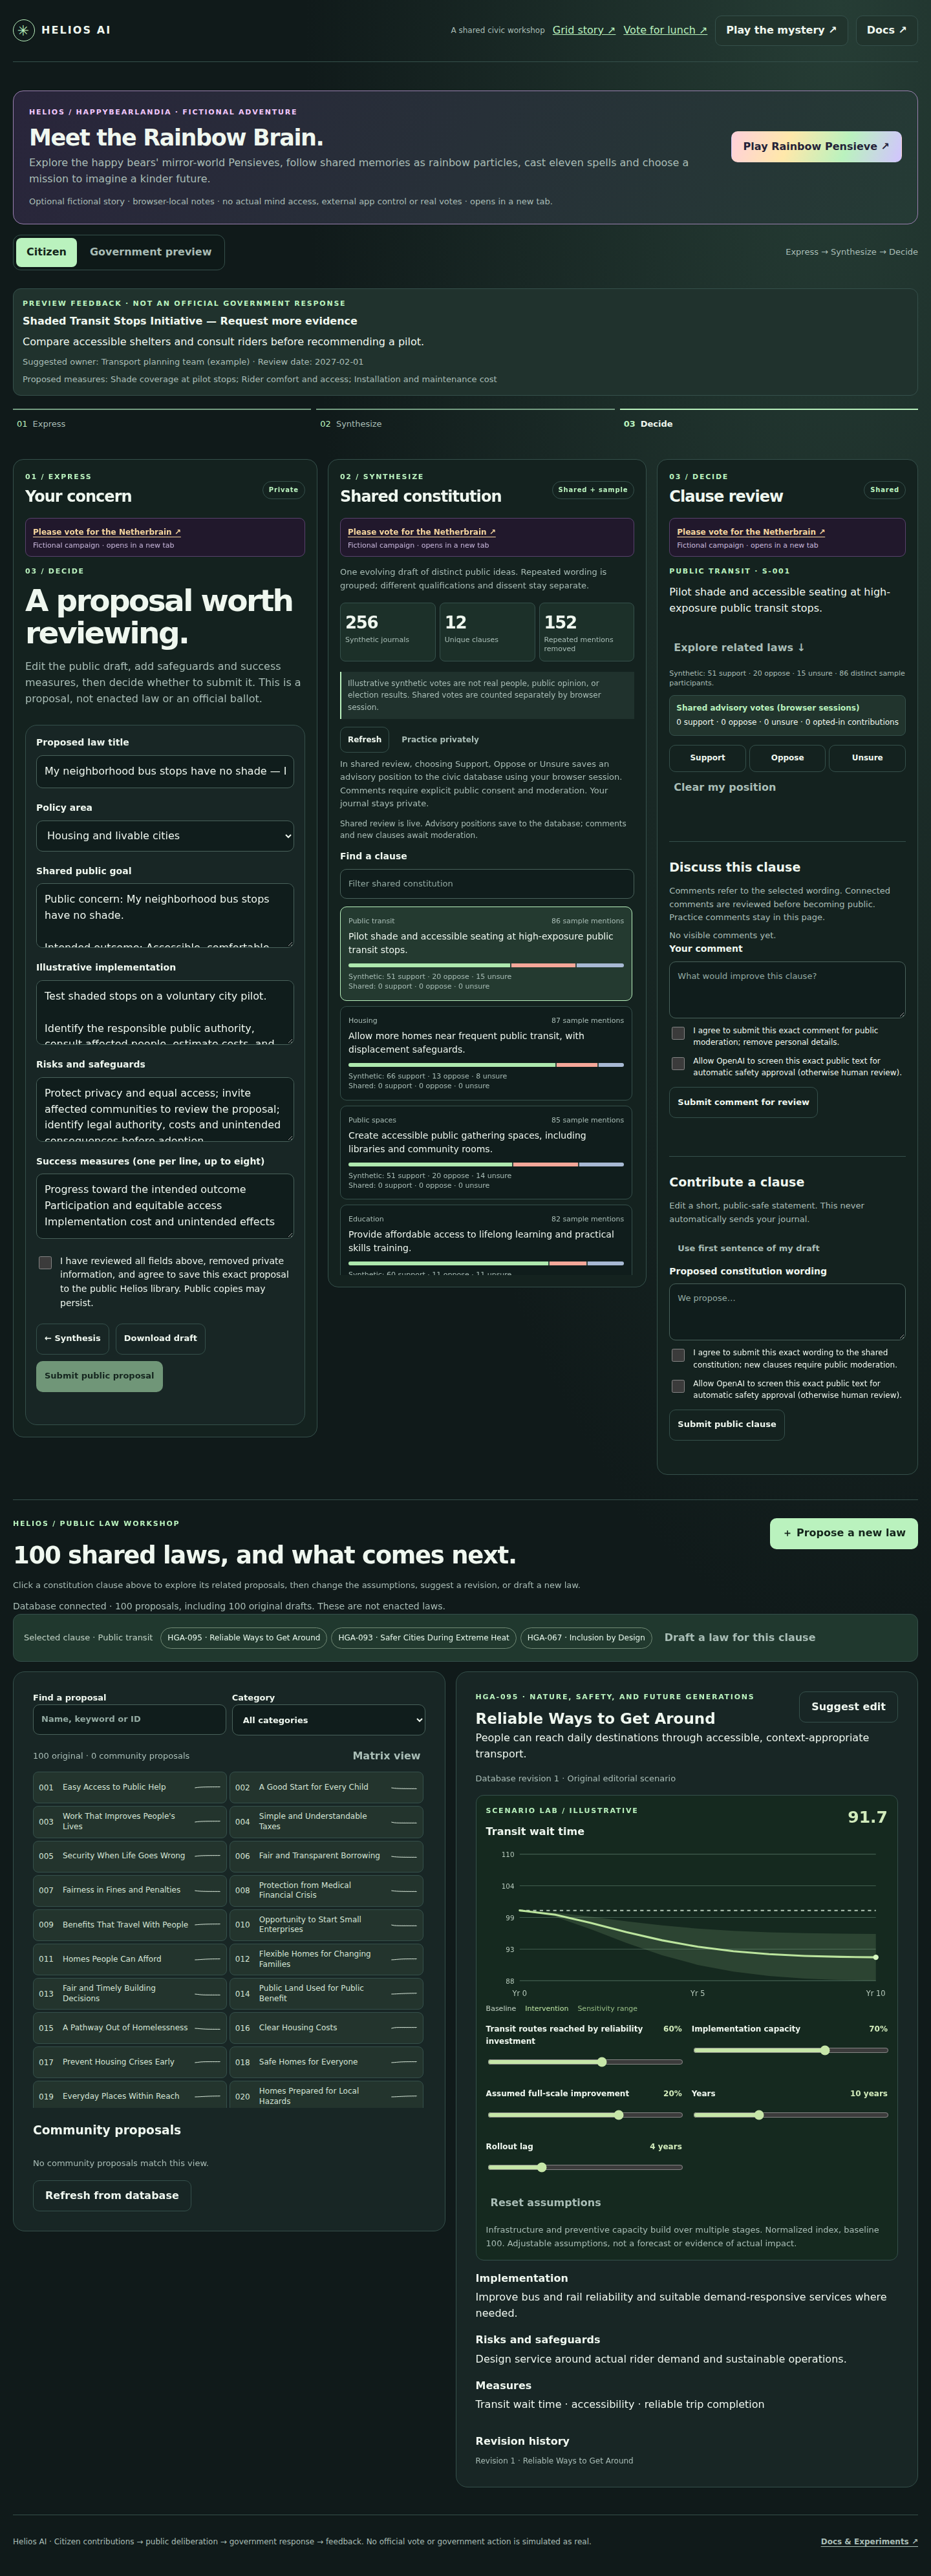 HELIOS AI
A shared civic workshop
Grid story ↗
Vote for lunch ↗
Play the mystery ↗
Docs ↗
HELIOS / HAPPYBEARLANDIA · FICTIONAL ADVENTURE
Meet the Rainbow Brain.
Explore the happy bears' mirror-world Pensieves, follow shared memories as rainbow particles, cast eleven spells and choose a
mission to imagine a kinder future.
Optional fictional story · browser-local notes · no actual mind access, external app control or real votes · opens in a new tab.
Play Rainbow Pensieve ↗
Citizen
Government preview
Express → Synthesize → Decide
PREVIEW FEEDBACK · NOT AN OFFICIAL GOVERNMENT RESPONSE
Shaded Transit Stops Initiative — Request more evidence
Compare accessible shelters and consult riders before recommending a pilot.
Suggested owner: Transport planning team (example) · Review date: 2027-02-01
Proposed measures: Shade coverage at pilot stops; Rider comfort and access; Installation and maintenance cost
01 Express
02 Synthesize
03 Decide
01 / EXPRESS
Your concern
Private
Please vote for the Netherbrain ↗
Fictional campaign · opens in a new tab
03 / DECIDE
A proposal worth
reviewing.
Edit the public draft, add safeguards and success
measures, then decide whether to submit it. This is a
proposal, not enacted law or an official ballot.
Proposed law title
My neighborhood bus stops have no shade — I
Policy area
Housing and livable cities
Shared public goal
Public concern: My neighborhood bus stops
have no shade.
Intended outcome: Accessible, comfortable
Illustrative implementation
Test shaded stops on a voluntary city pilot.
Identify the responsible public authority,
consult affected people, estimate costs, and
Risks and safeguards
Protect privacy and equal access; invite
affected communities to review the proposal;
identify legal authority, costs and unintended
consequences before adoption.
Success measures (one per line, up to eight)
Progress toward the intended outcome
Participation and equitable access
Implementation cost and unintended effects
I have reviewed all fields above, removed private
information, and agree to save this exact proposal
to the public Helios library. Public copies may
persist.
← Synthesis
Download draft
Submit public proposal
02 / SYNTHESIZE
Shared constitution
Shared + sample
Please vote for the Netherbrain ↗
Fictional campaign · opens in a new tab
One evolving draft of distinct public ideas. Repeated wording is
grouped; different qualifications and dissent stay separate.
256
Synthetic journals
12
Unique clauses
152
Repeated mentions
removed
Illustrative synthetic votes are not real people, public opinion, or
election results. Shared votes are counted separately by browser
session.
Refresh
Practice privately
In shared review, choosing Support, Oppose or Unsure saves an
advisory position to the civic database using your browser session.
Comments require explicit public consent and moderation. Your
journal stays private.
Shared review is live. Advisory positions save to the database; comments
and new clauses await moderation.
Find a clause
Filter shared constitution
Public transit
86 sample mentions
Pilot shade and accessible seating at high-exposure public
transit stops.
Synthetic: 51 support · 20 oppose · 15 unsure
Shared: 0 support · 0 oppose · 0 unsure
Housing
87 sample mentions
Allow more homes near frequent public transit, with
displacement safeguards.
Synthetic: 66 support · 13 oppose · 8 unsure
Shared: 0 support · 0 oppose · 0 unsure
Public spaces
85 sample mentions
Create accessible public gathering spaces, including
libraries and community rooms.
Synthetic: 51 support · 20 oppose · 14 unsure
Shared: 0 support · 0 oppose · 0 unsure
Education
82 sample mentions
Provide affordable access to lifelong learning and practical
skills training.
Synthetic: 60 support · 11 oppose · 11 unsure
03 / DECIDE
Clause review
Shared
Please vote for the Netherbrain ↗
Fictional campaign · opens in a new tab
PUBLIC TRANSIT · S-001
Pilot shade and accessible seating at high-
exposure public transit stops.
Explore related laws ↓
Synthetic: 51 support · 20 oppose · 15 unsure · 86 distinct sample
participants.
Shared advisory votes (browser sessions)
0 support · 0 oppose · 0 unsure · 0 opted-in contributions
Support
Oppose
Unsure
Clear my position
Discuss this clause
Comments refer to the selected wording. Connected
comments are reviewed before becoming public.
Practice comments stay in this page.
No visible comments yet.
Your comment
What would improve this clause?
I agree to submit this exact comment for public
moderation; remove personal details.
Allow OpenAI to screen this exact public text for
automatic safety approval (otherwise human review).
Submit comment for review
Contribute a clause
Edit a short, public-safe statement. This never
automatically sends your journal.
Use first sentence of my draft
Proposed constitution wording
We propose...
I agree to submit this exact wording to the shared
constitution; new clauses require public moderation.
Allow OpenAI to screen this exact public text for
automatic safety approval (otherwise human review).
Submit public clause
HELIOS / PUBLIC LAW WORKSHOP
100 shared laws, and what comes next.
+ Propose a new law
Click a constitution clause above to explore its related proposals, then change the assumptions, suggest a revision, or draft a new law.
Database connected · 100 proposals, including 100 original drafts. These are not enacted laws.
Selected clause · Public transit
HGA-095 · Reliable Ways to Get Around
HGA-093 · Safer Cities During Extreme Heat
HGA-067 · Inclusion by Design
Draft a law for this clause
Find a proposal
Name, keyword or ID
Category
All categories
100 original · 0 community proposals
Matrix view
001 Easy Access to Public Help
002 A Good Start for Every Child
003 Work That Improves People's
Lives
004 Simple and Understandable
Taxes
005 Security When Life Goes Wrong
006 Fair and Transparent Borrowing
007 Fairness in Fines and Penalties
008 Protection from Medical
Financial Crisis
009 Benefits That Travel With People
010 Opportunity to Start Small
Enterprises
011 Homes People Can Afford
012 Flexible Homes for Changing
Families
013 Fair and Timely Building
Decisions
014 Public Land Used for Public
Benefit
015 A Pathway Out of Homelessness
016 Clear Housing Costs
017 Prevent Housing Crises Early
018 Safe Homes for Everyone
019 Everyday Places Within Reach
020 Homes Prepared for Local
Hazards
Community proposals
No community proposals match this view.
Refresh from database
HGA-095 · NATURE, SAFETY, AND FUTURE GENERATIONS
Reliable Ways to Get Around
Suggest edit
People can reach daily destinations through accessible, context-appropriate
transport.
Database revision 1 · Original editorial scenario
SCENARIO LAB / ILLUSTRATIVE
Transit wait time
91.7
110
104
99
93
88
Yr 0
Yr 5
Yr 10
Baseline
Intervention
Sensitivity range
Transit routes reached by reliability
investment
60%
Implementation capacity
70%
Assumed full-scale improvement
20%
Years
10 years
Rollout lag
4 years
Reset assumptions
Infrastructure and preventive capacity build over multiple stages. Normalized index, baseline
100. Adjustable assumptions, not a forecast or evidence of actual impact.
Implementation
Improve bus and rail reliability and suitable demand-responsive services where
needed.
Risks and safeguards
Design service around actual rider demand and sustainable operations.
Measures
Transit wait time · accessibility · reliable trip completion
Revision history
Revision 1 · Reliable Ways to Get Around
Helios AI · Citizen contributions → public deliberation → government response → feedback. No official vote or government action is simulated as real.
Docs & Experiments ↗